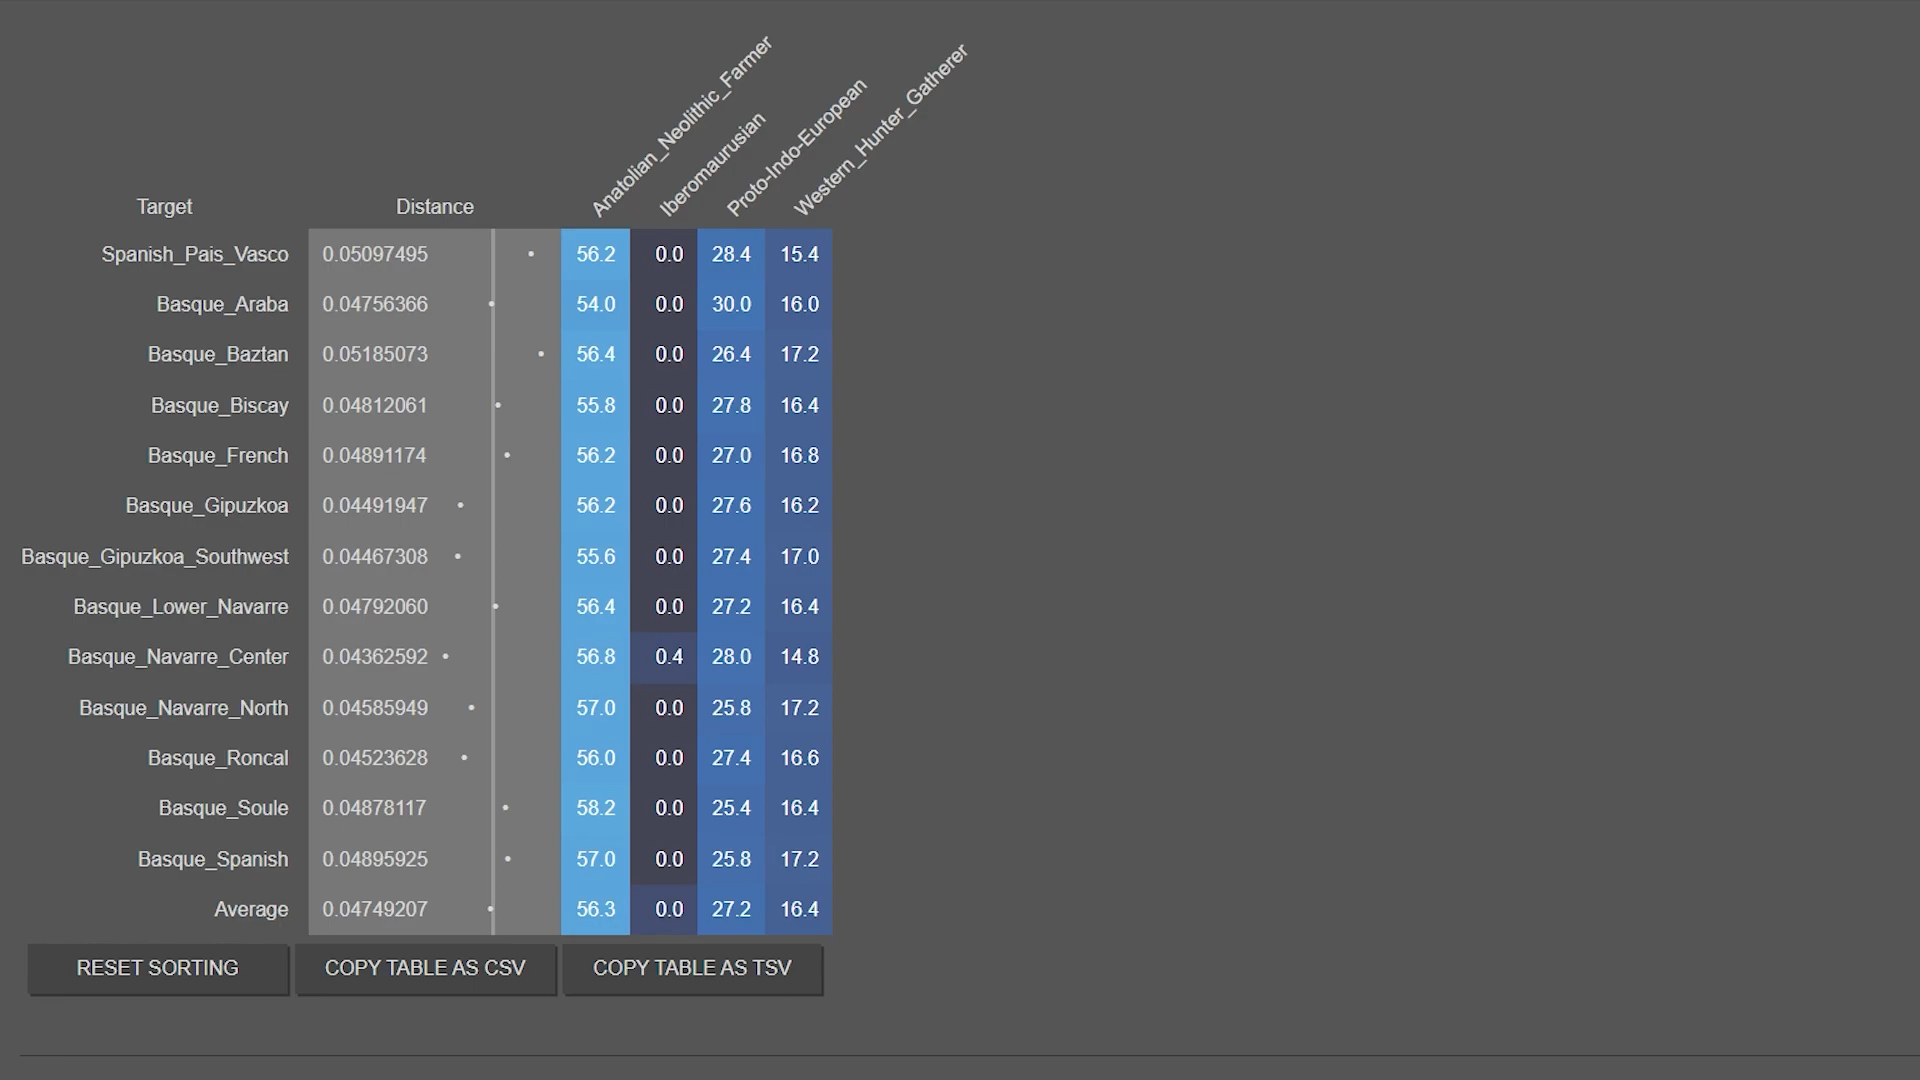 Target Distance Anatolian_Neolithic_Farmer Iberomaurusian Proto-Indo-European Western_Hunter_Gatherer
Spanish_Pais_Vasco 0.05097495 56.2 0.0 28.4 15.4
Basque_Araba 0.04756366 54.0 0.0 30.0 16.0
Basque_Baztan 0.05185073 56.4 0.0 26.4 17.2
Basque_Biscay 0.04812061 55.8 0.0 27.8 16.4
Basque_French 0.04891174 56.2 0.0 27.0 16.8
Basque_Gipuzkoa 0.04491947 56.2 0.0 27.6 16.2
Basque_Gipuzkoa_Southwest 0.04467308 55.6 0.0 27.4 17.0
Basque_Lower_Navarre 0.04792060 56.4 0.0 27.2 16.4
Basque_Navarre_Center 0.04362592 56.8 0.4 28.0 14.8
Basque_Navarre_North 0.04585949 57.0 0.0 25.8 17.2
Basque_Roncal 0.04523628 56.0 0.0 27.4 16.6
Basque_Soule 0.04878117 58.2 0.0 25.4 16.4
Basque_Spanish 0.04895925 57.0 0.0 25.8 17.2
Average 0.04749207 56.3 0.0 27.2 16.4
RESET SORTING COPY TABLE AS CSV COPY TABLE AS TSV